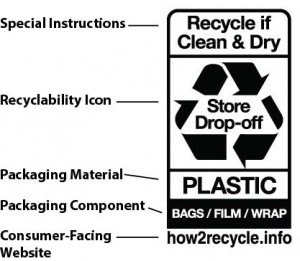 Special Instructions
Recycle if
Clean & Dry
Recyclability Icon
Store
Drop-off
Packaging Material
PLASTIC
Packaging Component
BAGS / FILM / WRAP
Consumer-Facing
Website
how2recycle.info